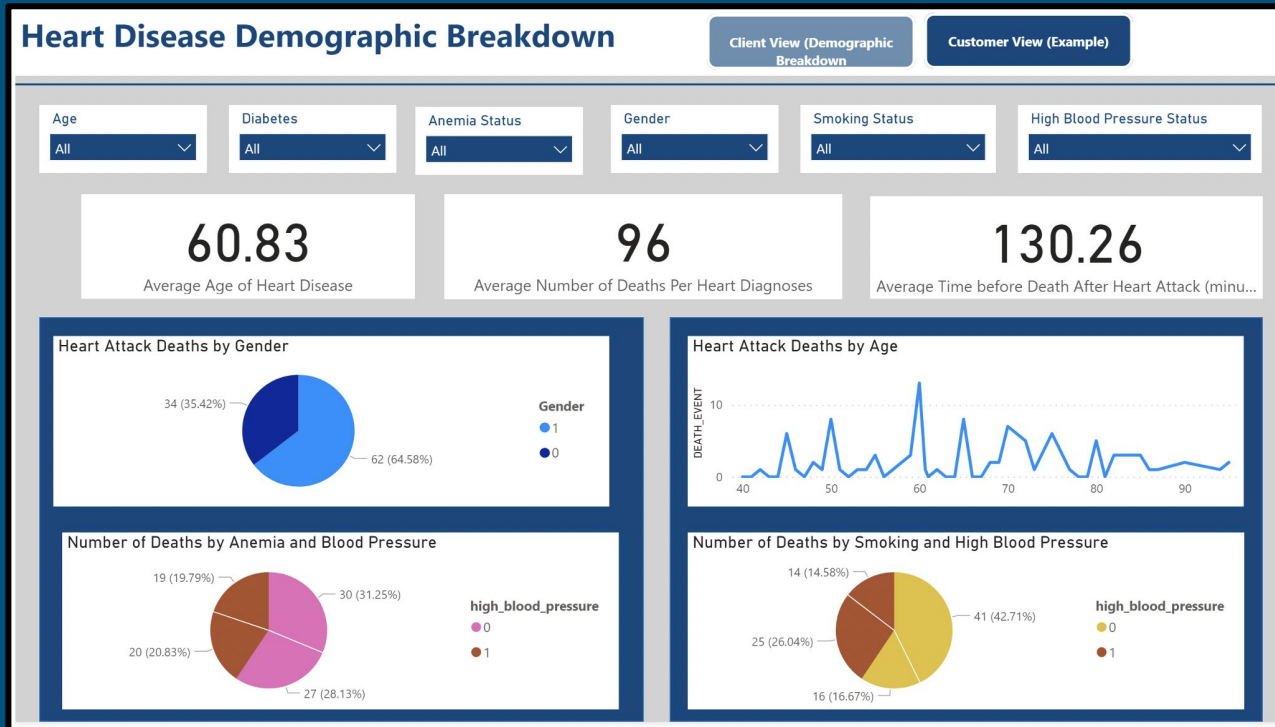 Heart Disease Demographic Breakdown
Client View (Demographic
Breakdown
Customer View (Example)
Age
All
Diabetes
All
Anemia Status
All
Gender
All
Smoking Status
All
High Blood Pressure Status
All
60.83
Average Age of Heart Disease
96
Average Number of Deaths Per Heart Diagnoses
130.26
Average Time before Death After Heart Attack (minu...
Heart Attack Deaths by Gender
34 (35.42%)
62 (64.58%)
Gender
1
0
Heart Attack Deaths by Age
DEATH_EVENT
10
0
40 50 60 70 80 90
Number of Deaths by Anemia and Blood Pressure
19 (19.79%)
30 (31.25%)
20 (20.83%)
27 (28.13%)
high_blood_pressure
0
1
Number of Deaths by Smoking and High Blood Pressure
14 (14.58%)
41 (42.71%)
25 (26.04%)
16 (16.67%)
high_blood_pressure
0
1